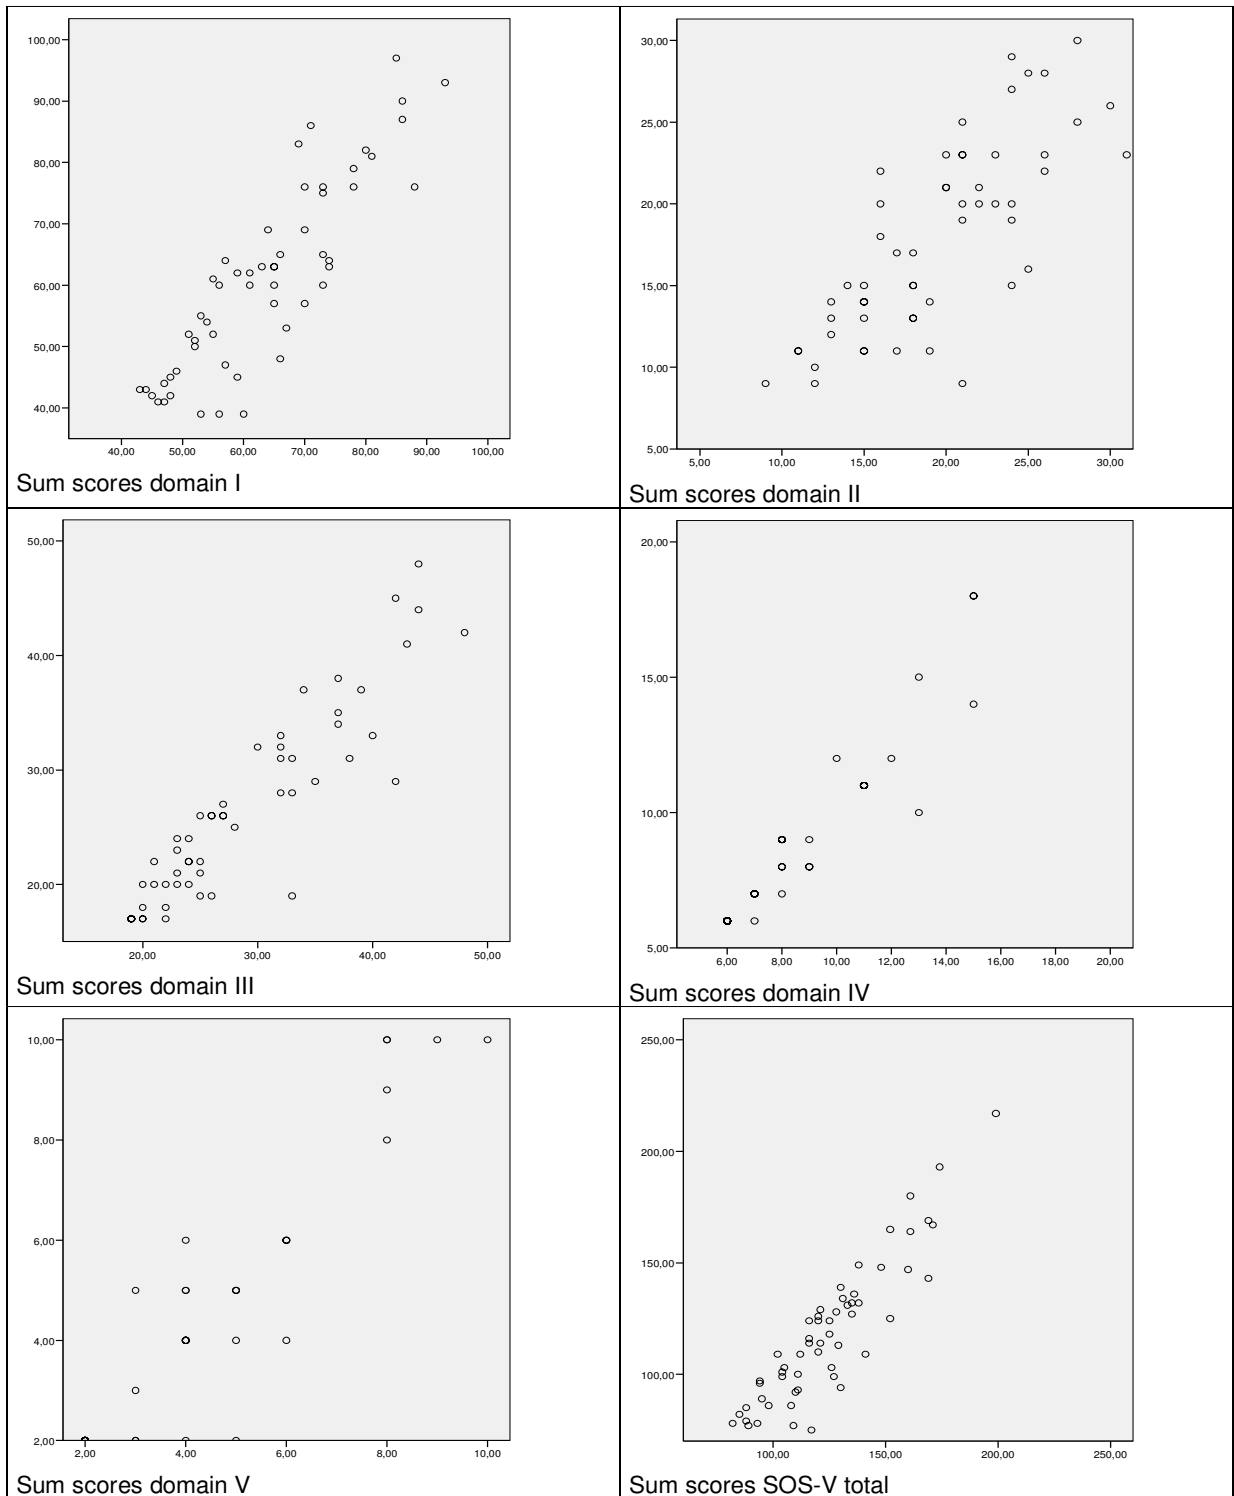 100,00
90,00
80,00
70,00
60,00
50,00
40,00
40,00 50,00 60,00 70,00 80,00 90,00 100,00
Sum scores domain I
30,00
25,00
20,00
15,00
10,00
5,00
5,00 10,00 15,00 20,00 25,00 30,00
Sum scores domain II
50,00
40,00
30,00
20,00
20,00 30,00 40,00 50,00
Sum scores domain III
20,00
15,00
10,00
5,00
6,00 8,00 10,00 12,00 14,00 16,00 18,00 20,00
Sum scores domain IV
10,00
8,00
6,00
4,00
2,00
2,00 4,00 6,00 8,00 10,00
Sum scores domain V
250,00
200,00
150,00
100,00
100,00 150,00 200,00 250,00
Sum scores SOS-V total